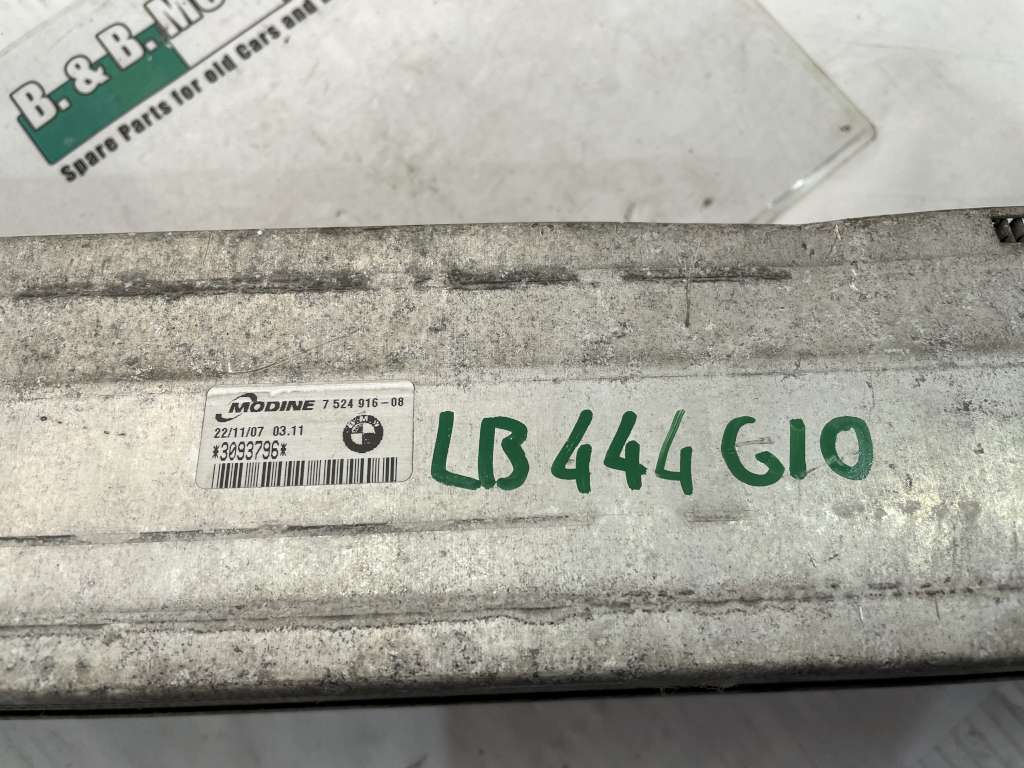 B. & B. MO
Spare Parts for Old Cars and
MODINE 7 524 916-08
22/11/07 03.11
*3093796*
LB 444 G10